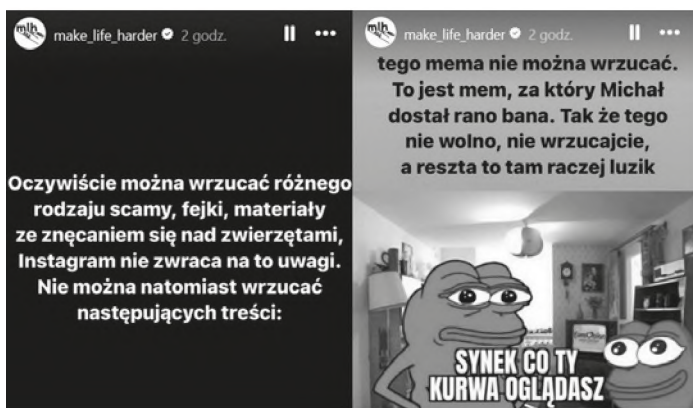 mlh
make_life_harder 2 godz.
Oczywiście można wrzucać różnego
rodzaju scamy, fejki, materiały
ze znęcaniem się nad zwierzętami,
Instagram nie zwraca na to uwagi.
Nie można natomiast wrzucać
następujących treści:
mlh
make_life_harder 2 godz.
tego mema nie można wrzucać.
To jest mem, za który Michał
dostał rano bana. Tak że tego
nie wolno, nie wrzucajcie,
a reszta to tam raczej luzik
SYNEK CO TY
KURWA OGLĄDASZ